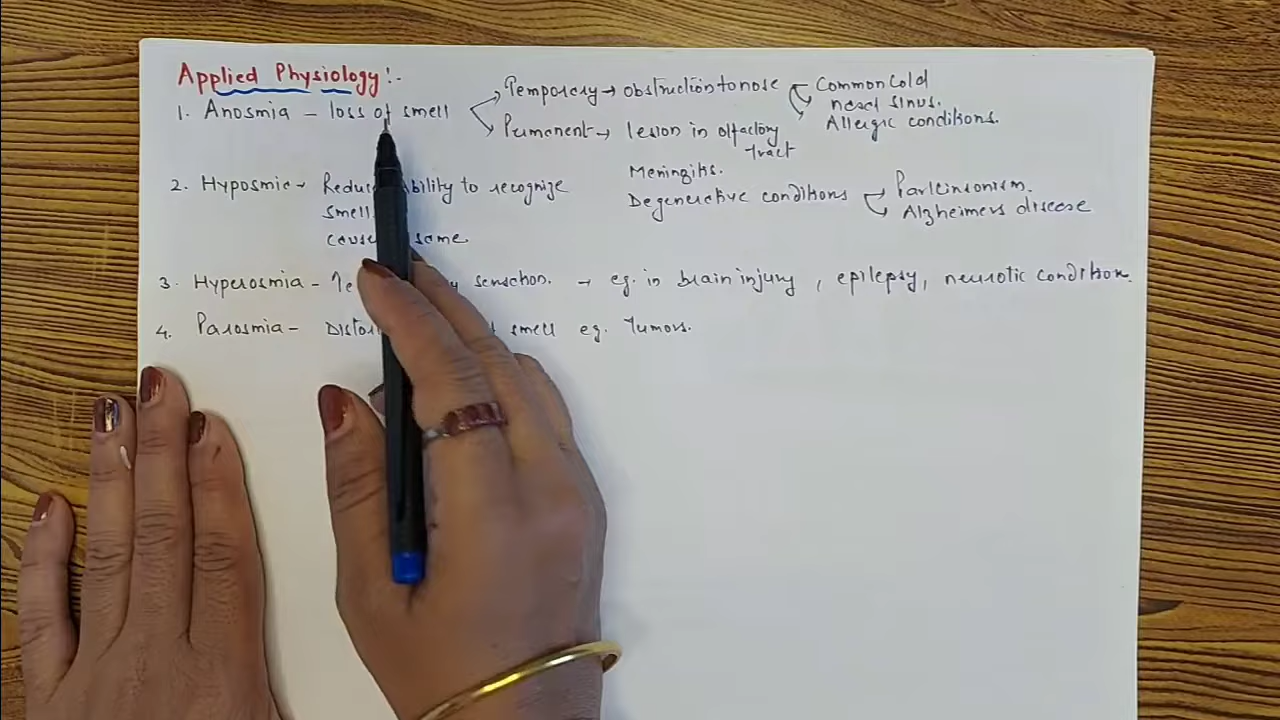 Applied Physiology :-
1. Anosmia - loss of smell
Temporary → obstruction to nose
Common Cold
nasal sinus.
Allergic conditions.
Permanent → lesion in olfactory
tract
Meningitis.
Degenerative conditions
Parkinsonism.
Alzheimers disease
2. Hyposmia → ability to recognize
smell
cause same.
3. Hyperosmia - sensation. → eg. in brain injury, epilepsy, neurotic condition.
4. Parosmia - smell eg. Tumors.